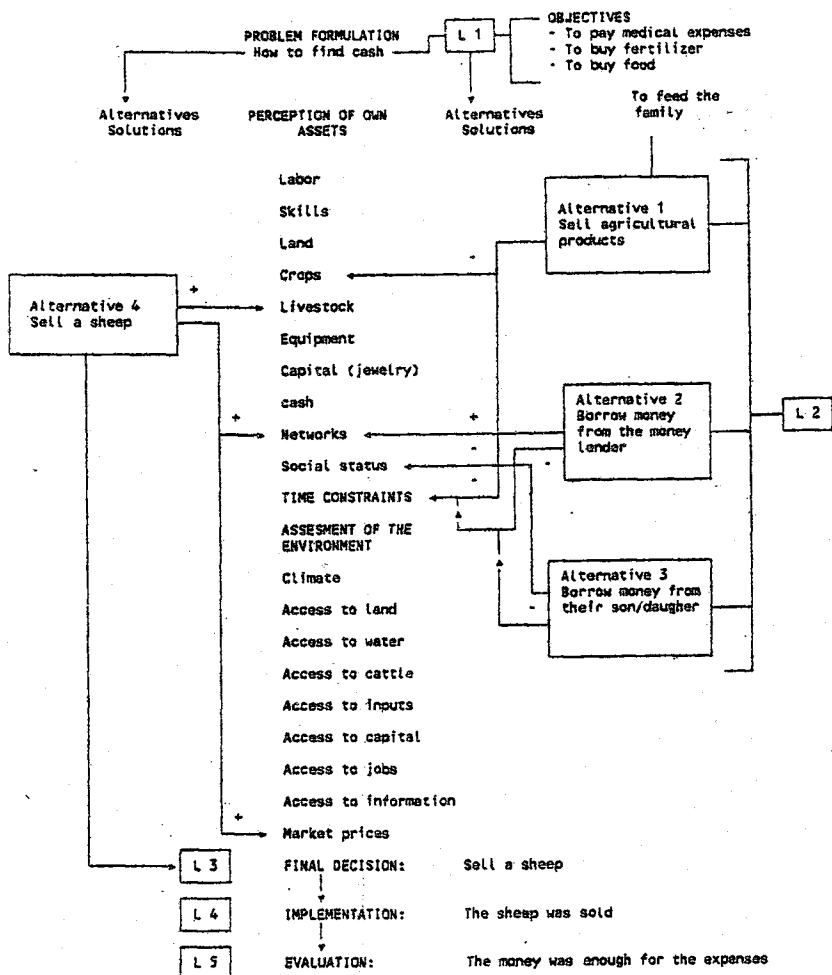 OBJECTIVES
PROBLEM FORMULATION
How to find cash
L 1
- To pay medical expenses
- To buy fertilizer
- To buy food
Alternatives
Solutions
PERCEPTION OF OWN
ASSETS
Alternatives
Solutions
To feed the
family
Labor
Skills
Land
Crops
Livestock
Equipment
Capital (jewelry)
cash
Networks
Social status
TIME CONSTRAINTS
ASSESMENT OF THE
ENVIRONMENT
Climate
Access to land
Access to water
Access to cattle
Access to inputs
Access to capital
Access to jobs
Access to information
Market prices
Alternative 1
Sell agricultural
products
Alternative 4
Sell a sheep
Alternative 2
Borrow money
from the money
lender
L 2
Alternative 3
Borrow money from
their son/daugher
-
+
+
+
-
-
-
-
+
L 3
FINAL DECISION:
Sell a sheep
L 4
IMPLEMENTATION:
The sheep was sold
L 5
EVALUATION:
The money was enough for the expenses